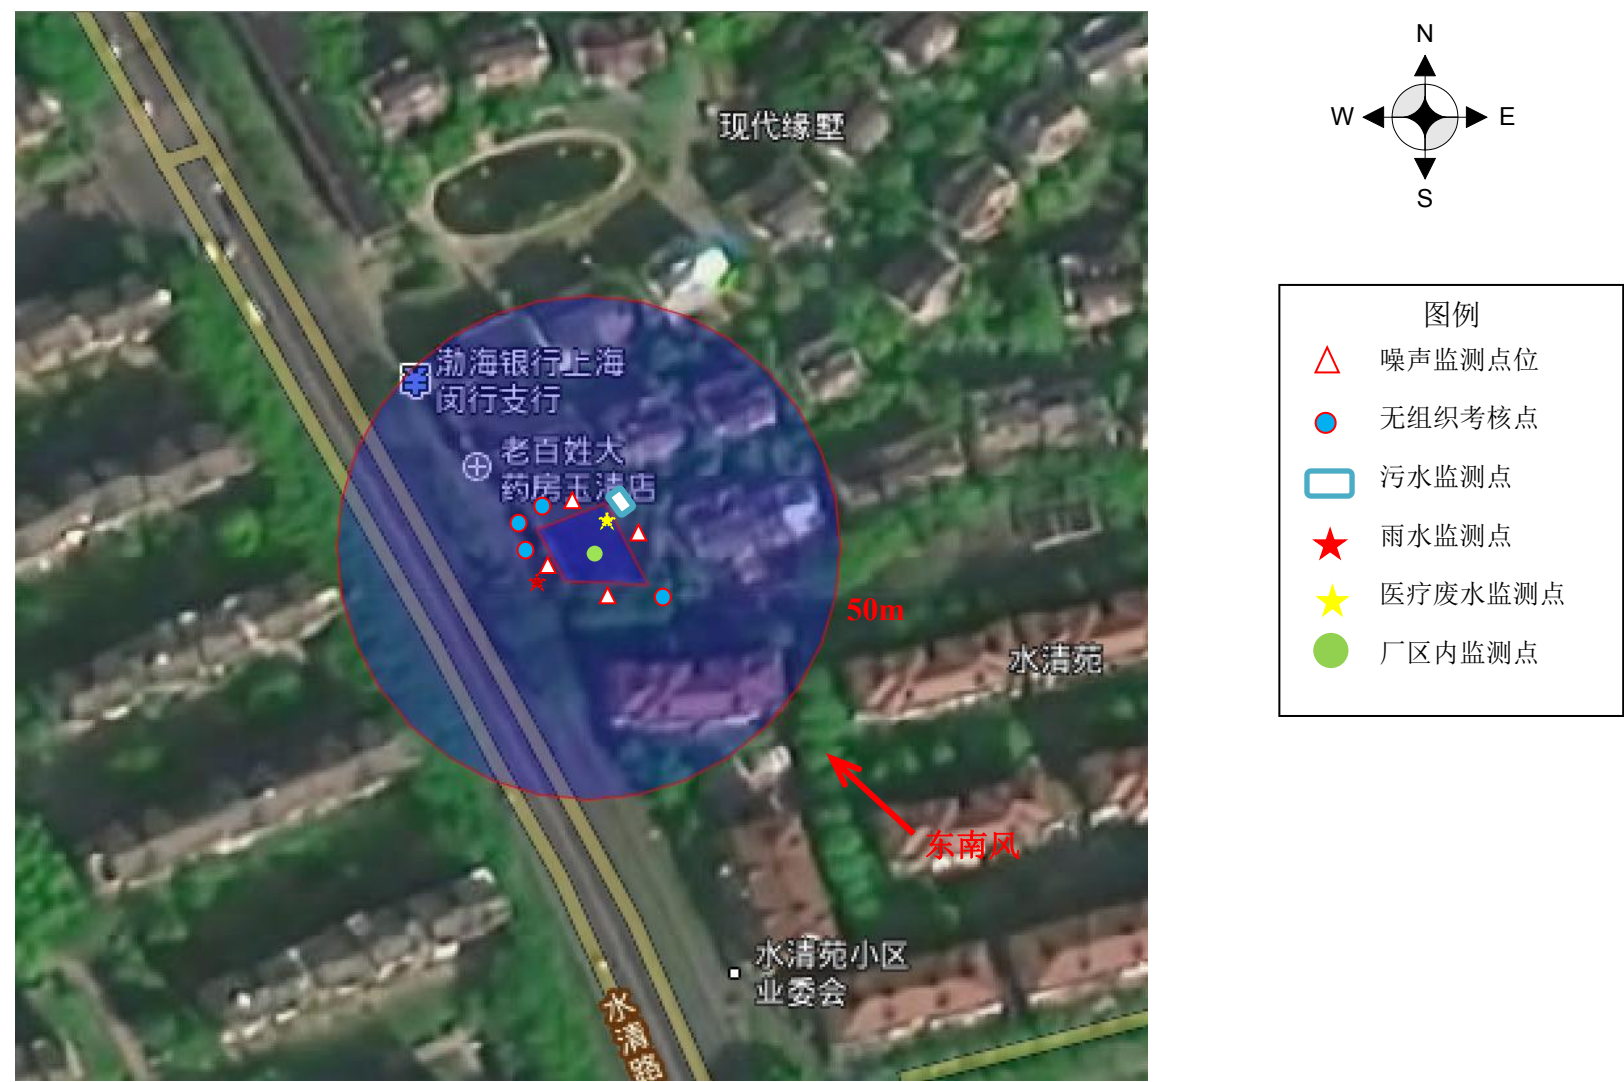 N
W
E
S
现代缘墅
渤海银行上海
闵行支行
老百姓大
药房玉清店
50m
水清苑
东南风
水清苑小区
业委会
水清路
图例
噪声监测点位
无组织考核点
污水监测点
雨水监测点
医疗废水监测点
厂区内监测点